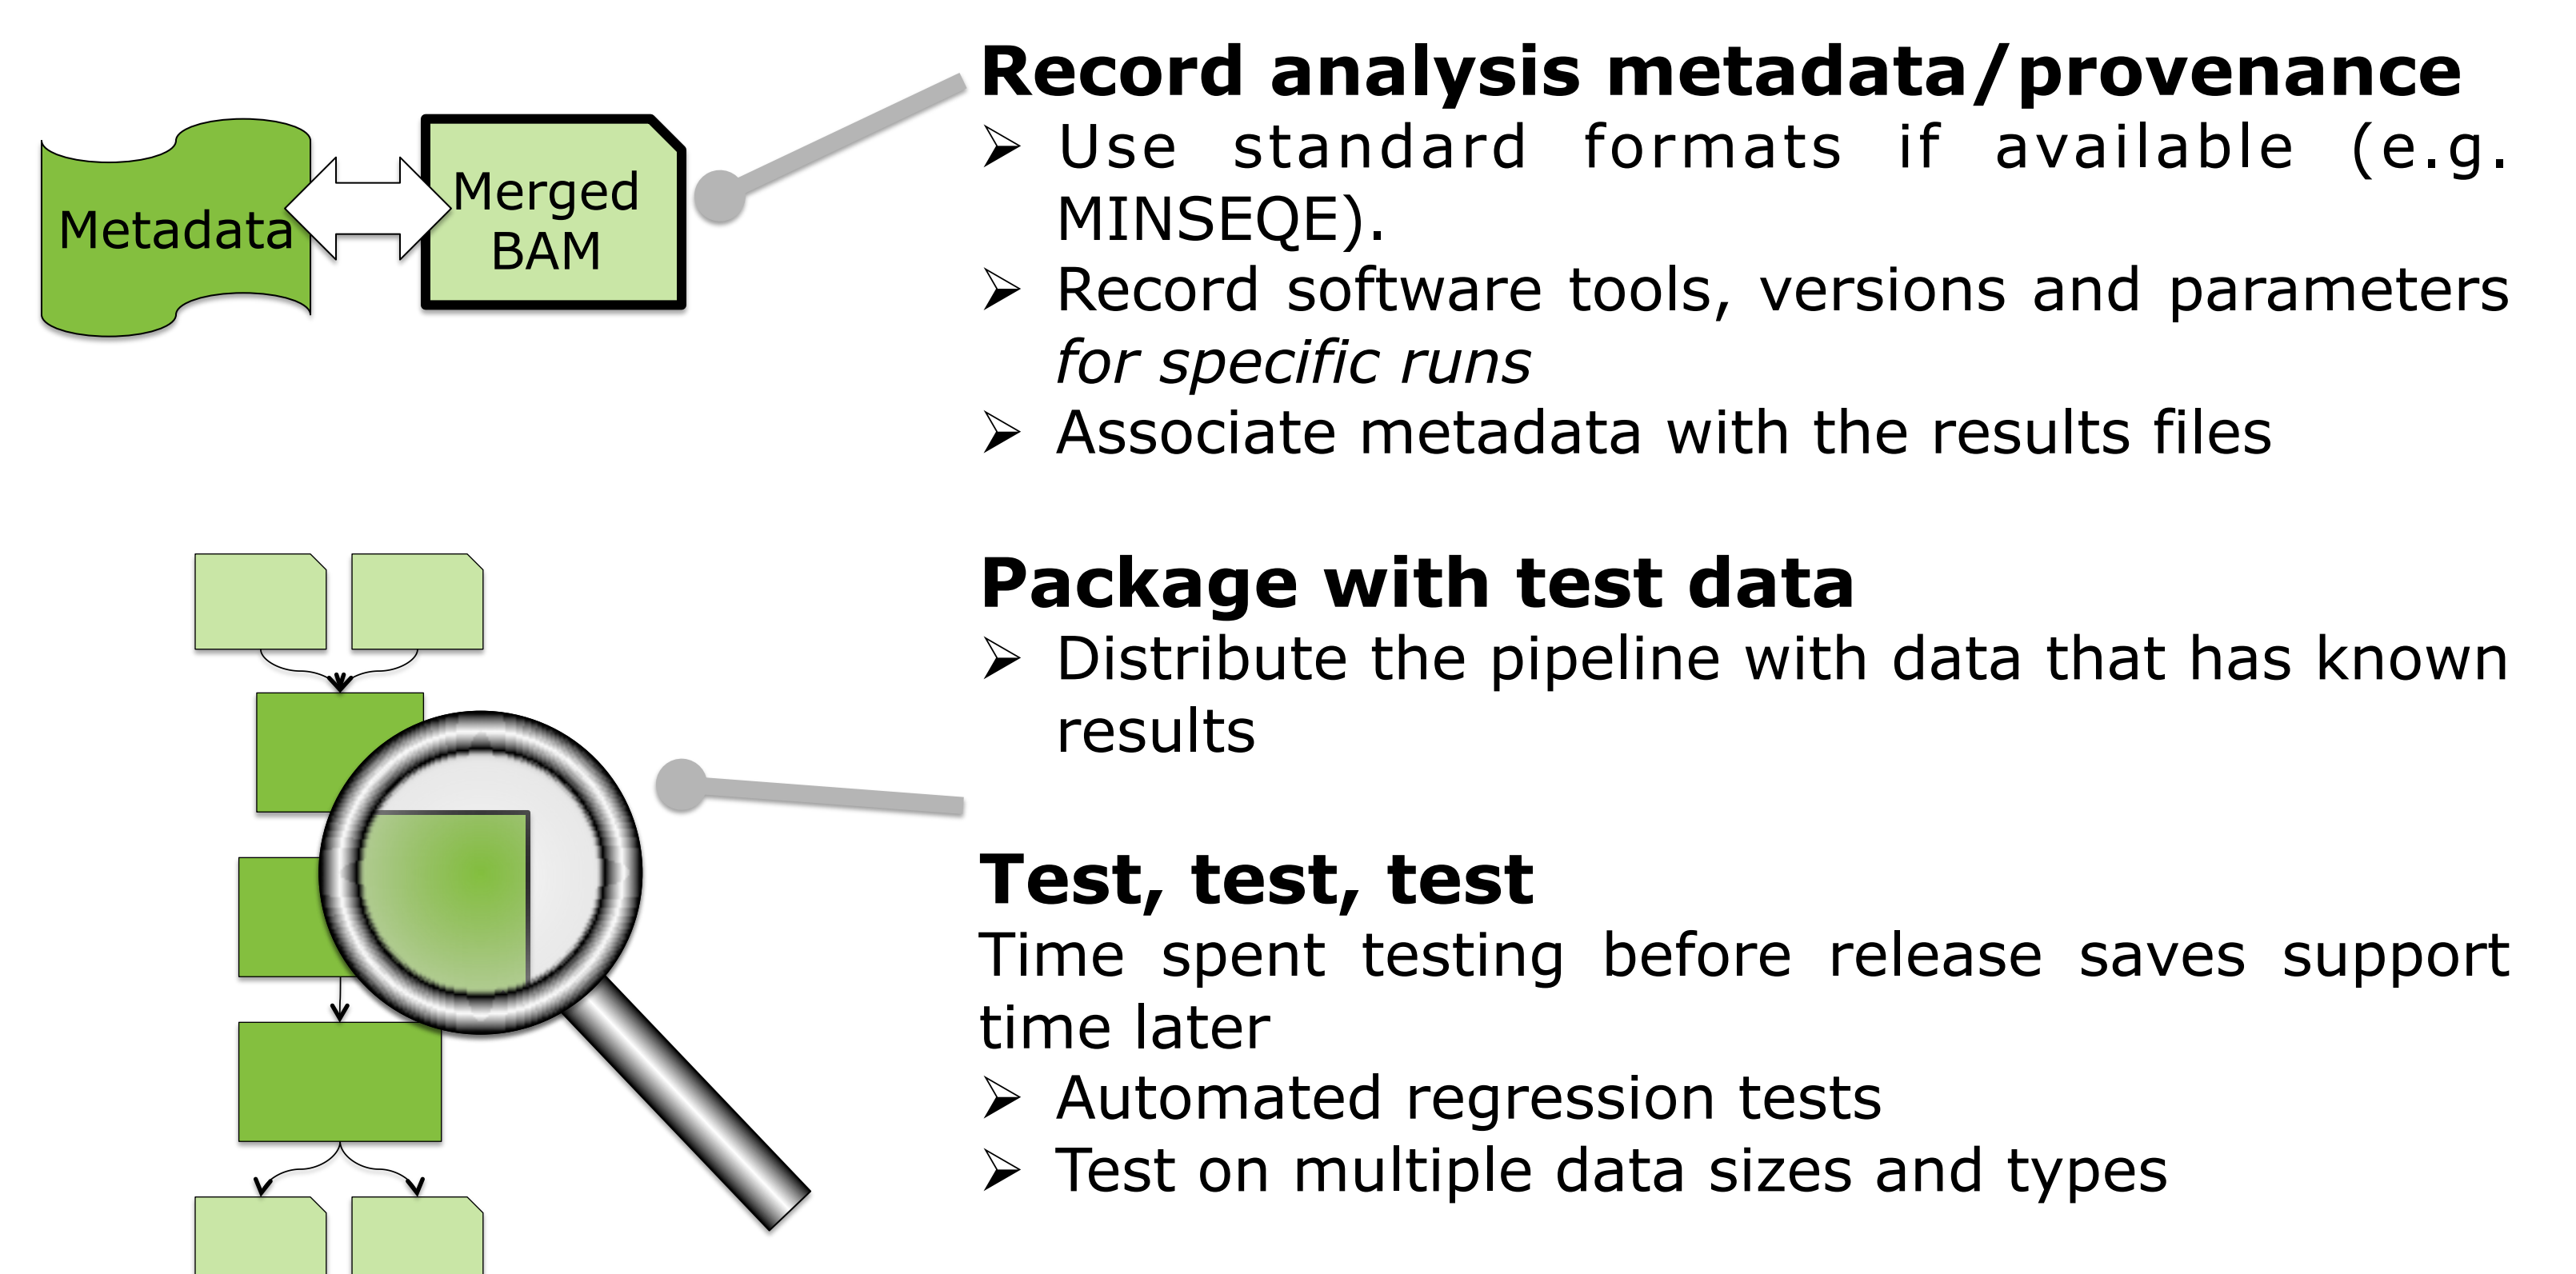 Metadata
Merged
BAM
Record analysis metadata/provenance
➢ Use standard formats if available (e.g.
MINSEQE).
➢ Record software tools, versions and parameters
for specific runs
➢ Associate metadata with the results files
Package with test data
➢ Distribute the pipeline with data that has known
results
Test, test, test
Time spent testing before release saves support
time later
➢ Automated regression tests
➢ Test on multiple data sizes and types